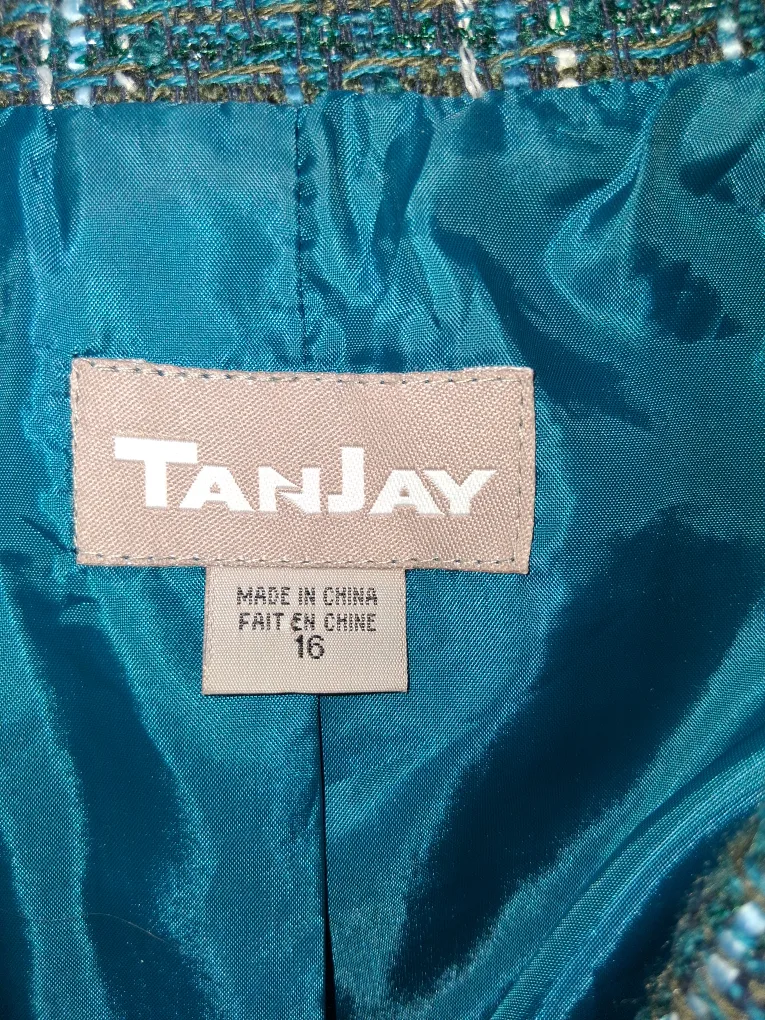 TANJAY
MADE IN CHINA
FAIT EN CHINE
16